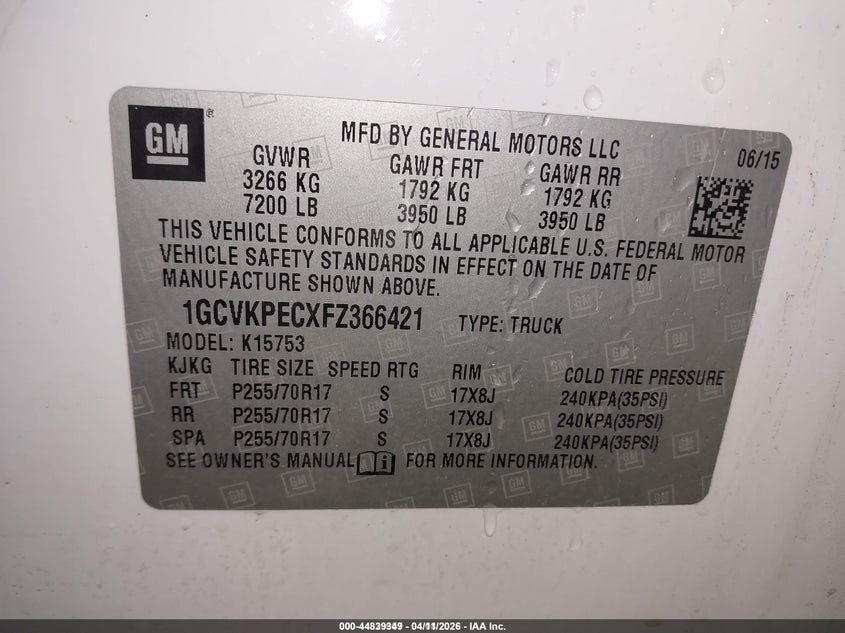 GM
MFD BY GENERAL MOTORS LLC 06/15
GVWR GAWR FRT GAWR RR
3266 KG 1792 KG 1792 KG
7200 LB 3950 LB 3950 LB
THIS VEHICLE CONFORMS TO ALL APPLICABLE U.S. FEDERAL MOTOR
VEHICLE SAFETY STANDARDS IN EFFECT ON THE DATE OF
MANUFACTURE SHOWN ABOVE.
1GCVKPECXFZ366421 TYPE: TRUCK
MODEL: K15753
KJKG TIRE SIZE SPEED RTG RIM COLD TIRE PRESSURE
FRT P255/70R17 S 17X8J 240KPA(35PSI)
RR P255/70R17 S 17X8J 240KPA(35PSI)
SPA P255/70R17 S 17X8J 240KPA(35PSI)
SEE OWNER'S MANUAL FOR MORE INFORMATION.
000-44839349 - 04/11/2026 - IAA Inc.